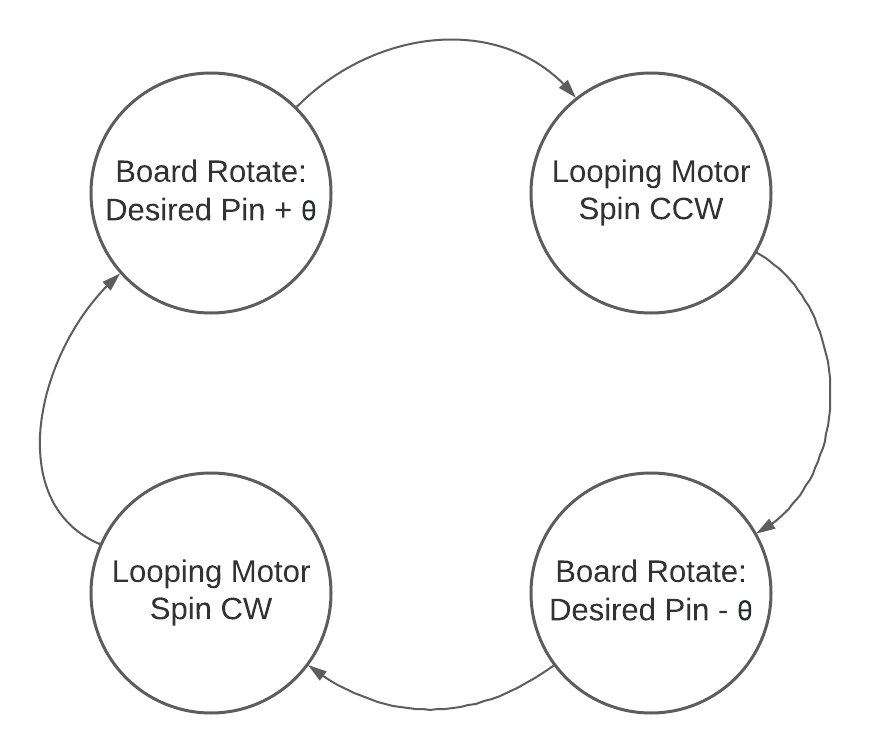 Board Rotate:
Desired Pin + θ
Looping Motor
Spin CCW
Looping Motor
Spin CW
Board Rotate:
Desired Pin - θ